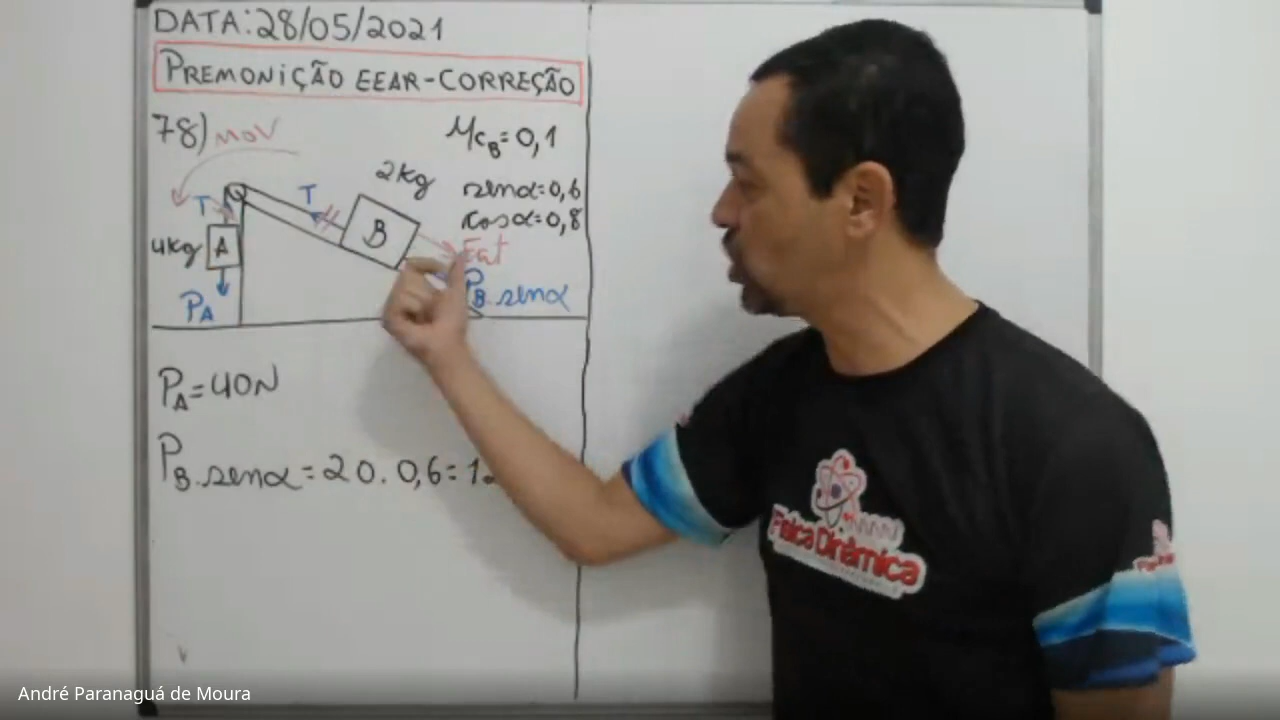 DATA: 28/05/2021
PREMONIÇÃO EEAR-CORREÇÃO
78) MOV
μcB = 0,1
2kg
senα = 0,6
cosα = 0,8
T
T
B
4kg
A
Fat
PA
PB.senα
PA = 40N
PB.senα = 20.0,6 =
Física Dinâmica
André Paranaguá de Moura